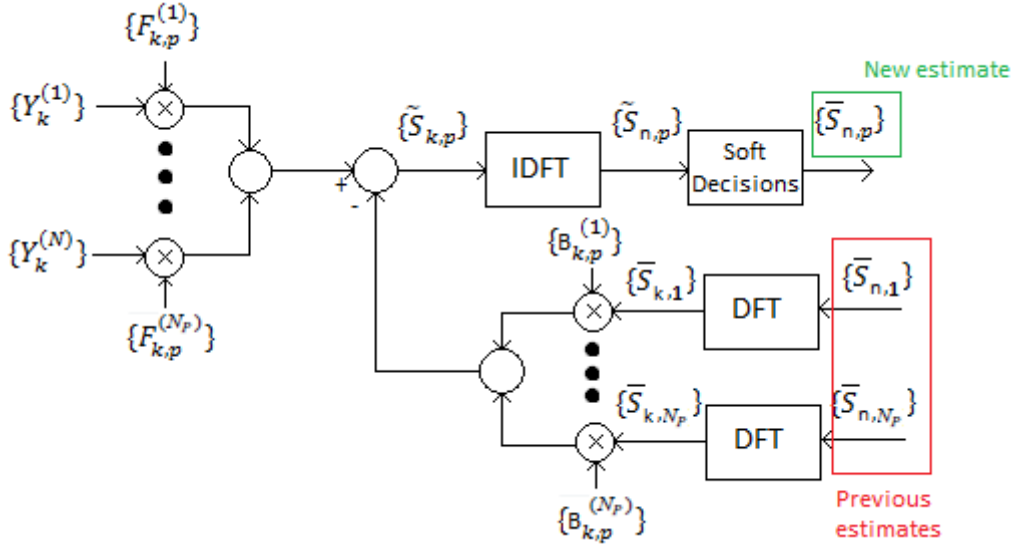 {F_{k,p}^{(1)}}
New estimate
{Y_k^{(1)}}
×
{S̃_{k,p}}
{S̃_{n,p}}
{S̅_{n,p}}
IDFT
Soft
Decisions
+
-
{Y_k^{(N)}}
×
{F_{k,p}^{(N_P)}}
{B_{k,p}^{(1)}}
{S̅_{k,1}}
{S̅_{n,1}}
×
DFT
{S̅_{k,N_P}}
{S̅_{n,N_P}}
×
DFT
{B_{k,p}^{(N_P)}}
Previous
estimates